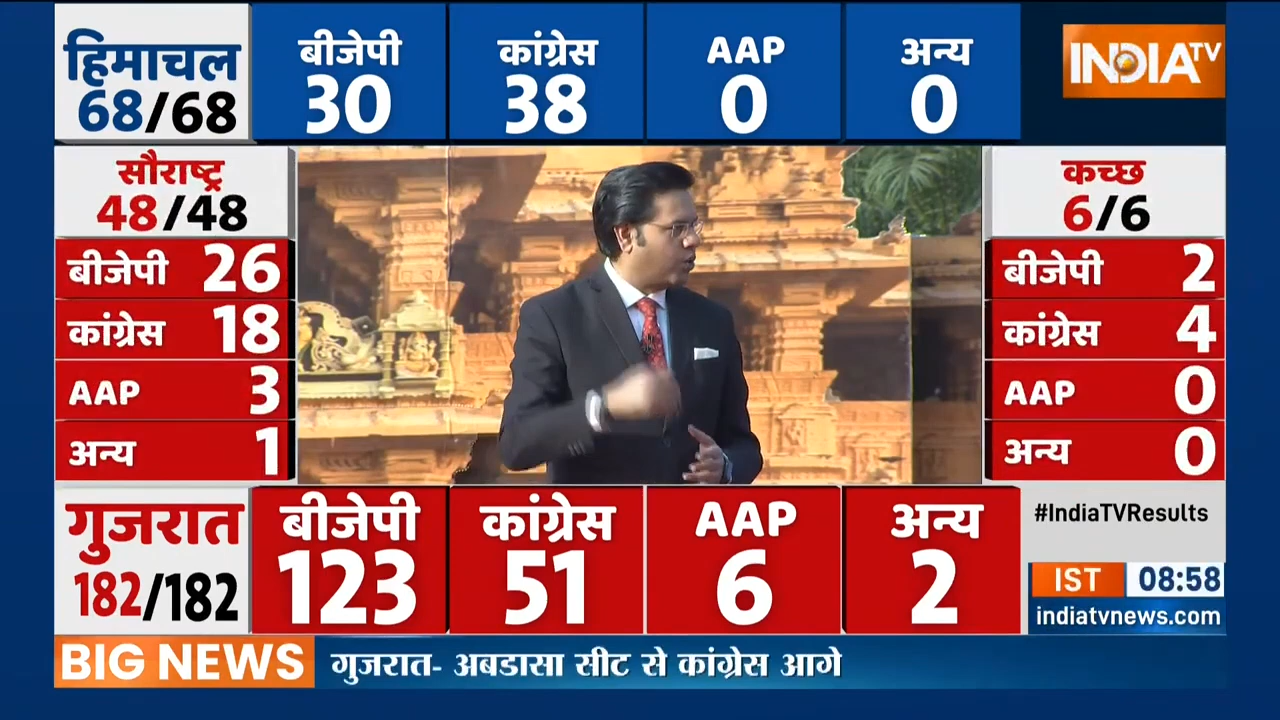 हिमाचल
68/68
बीजेपी
30
कांग्रेस
38
AAP
0
अन्य
0
INDIA TV
सौराष्ट्र
48/48
बीजेपी 26
कांग्रेस 18
AAP 3
अन्य 1
कच्छ
6/6
बीजेपी 2
कांग्रेस 4
AAP 0
अन्य 0
गुजरात
182/182
बीजेपी
123
कांग्रेस
51
AAP
6
अन्य
2
#IndiaTVResults
IST 08:58
indiatvnews.com
BIG NEWS गुजरात- अबडासा सीट से कांग्रेस आगे